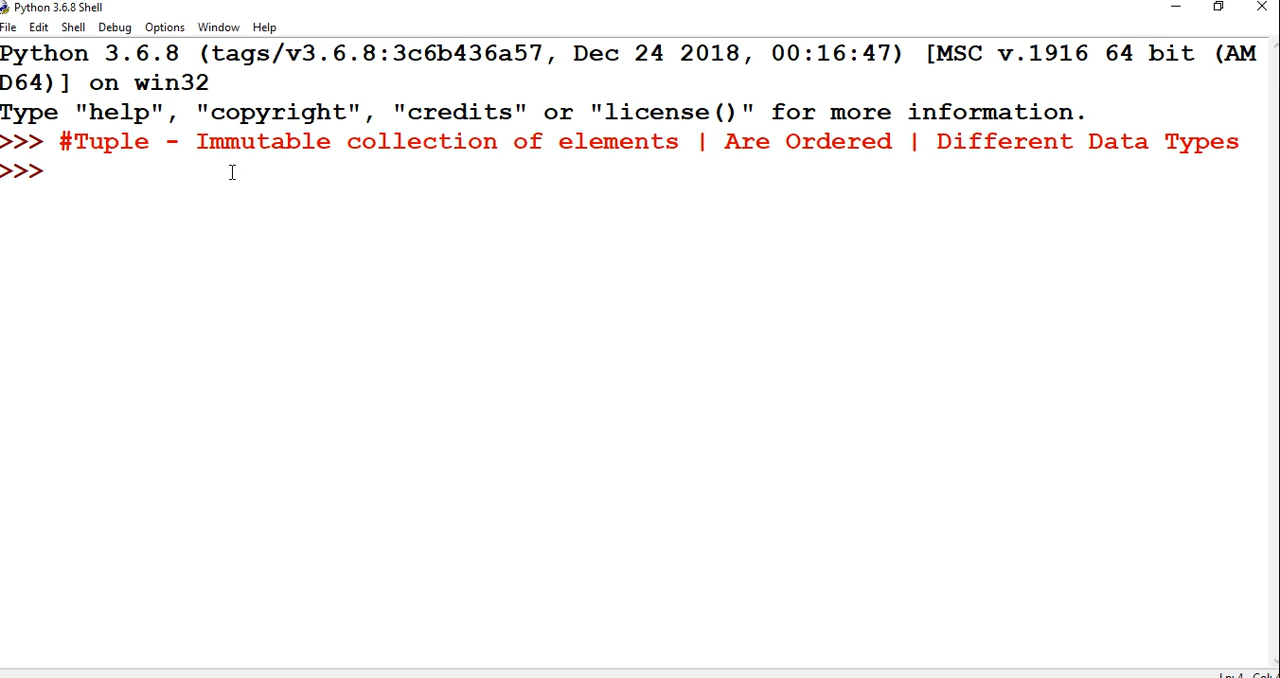 Python 3.6.8 Shell
File Edit Shell Debug Options Window Help
Python 3.6.8 (tags/v3.6.8:3c6b436a57, Dec 24 2018, 00:16:47) [MSC v.1916 64 bit (AM
D64)] on win32
Type "help", "copyright", "credits" or "license()" for more information.
>>> #Tuple - Immutable collection of elements | Are Ordered | Different Data Types
>>>